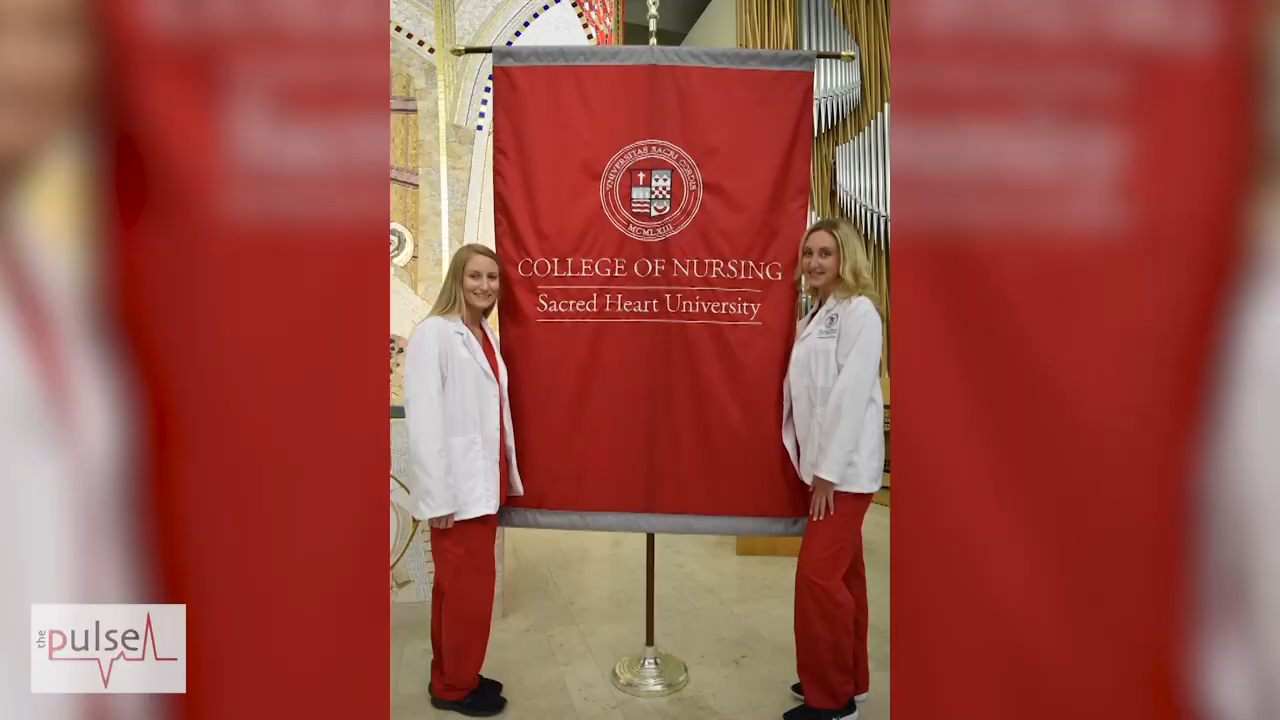 UNIVERSITAS SACRI CORDIS
MCMLXIII
COLLEGE OF NURSING
Sacred Heart University
the pulse